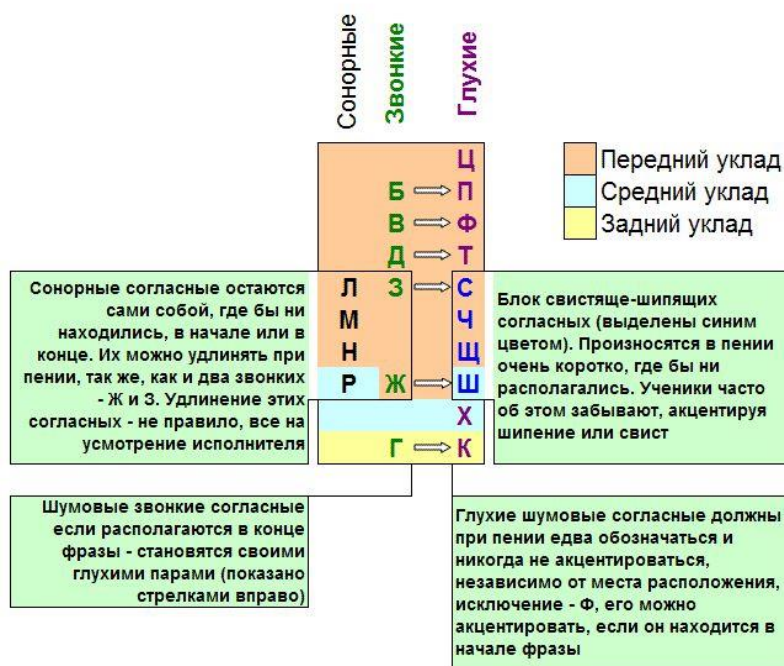 Сонорные
Звонкие
Глухие
Ц
Б П
В Ф
Д Т
Л З С
М Ч
Н Щ
Р Ж Ш
Х
Г К
Передний уклад
Средний уклад
Задний уклад
Сонорные согласные остаются
сами собой, где бы ни
находились, в начале или в
конце. Их можно удлинять при
пении, так же, как и два звонких
- Ж и З. Удлинение этих
согласных - не правило, все на
усмотрение исполнителя
Блок свистяще-шипящих
согласных (выделены синим
цветом). Произносятся в пении
очень коротко, где бы ни
располагались. Ученики часто
об этом забывают, акцентируя
шипение или свист
Шумовые звонкие согласные
если располагаются в конце
фразы - становятся своими
глухими парами (показано
стрелками вправо)
Глухие шумовые согласные должны
при пении едва обозначаться и
никогда не акцентироваться,
независимо от места расположения,
исключение - Ф, его можно
акцентировать, если он находится в
начале фразы